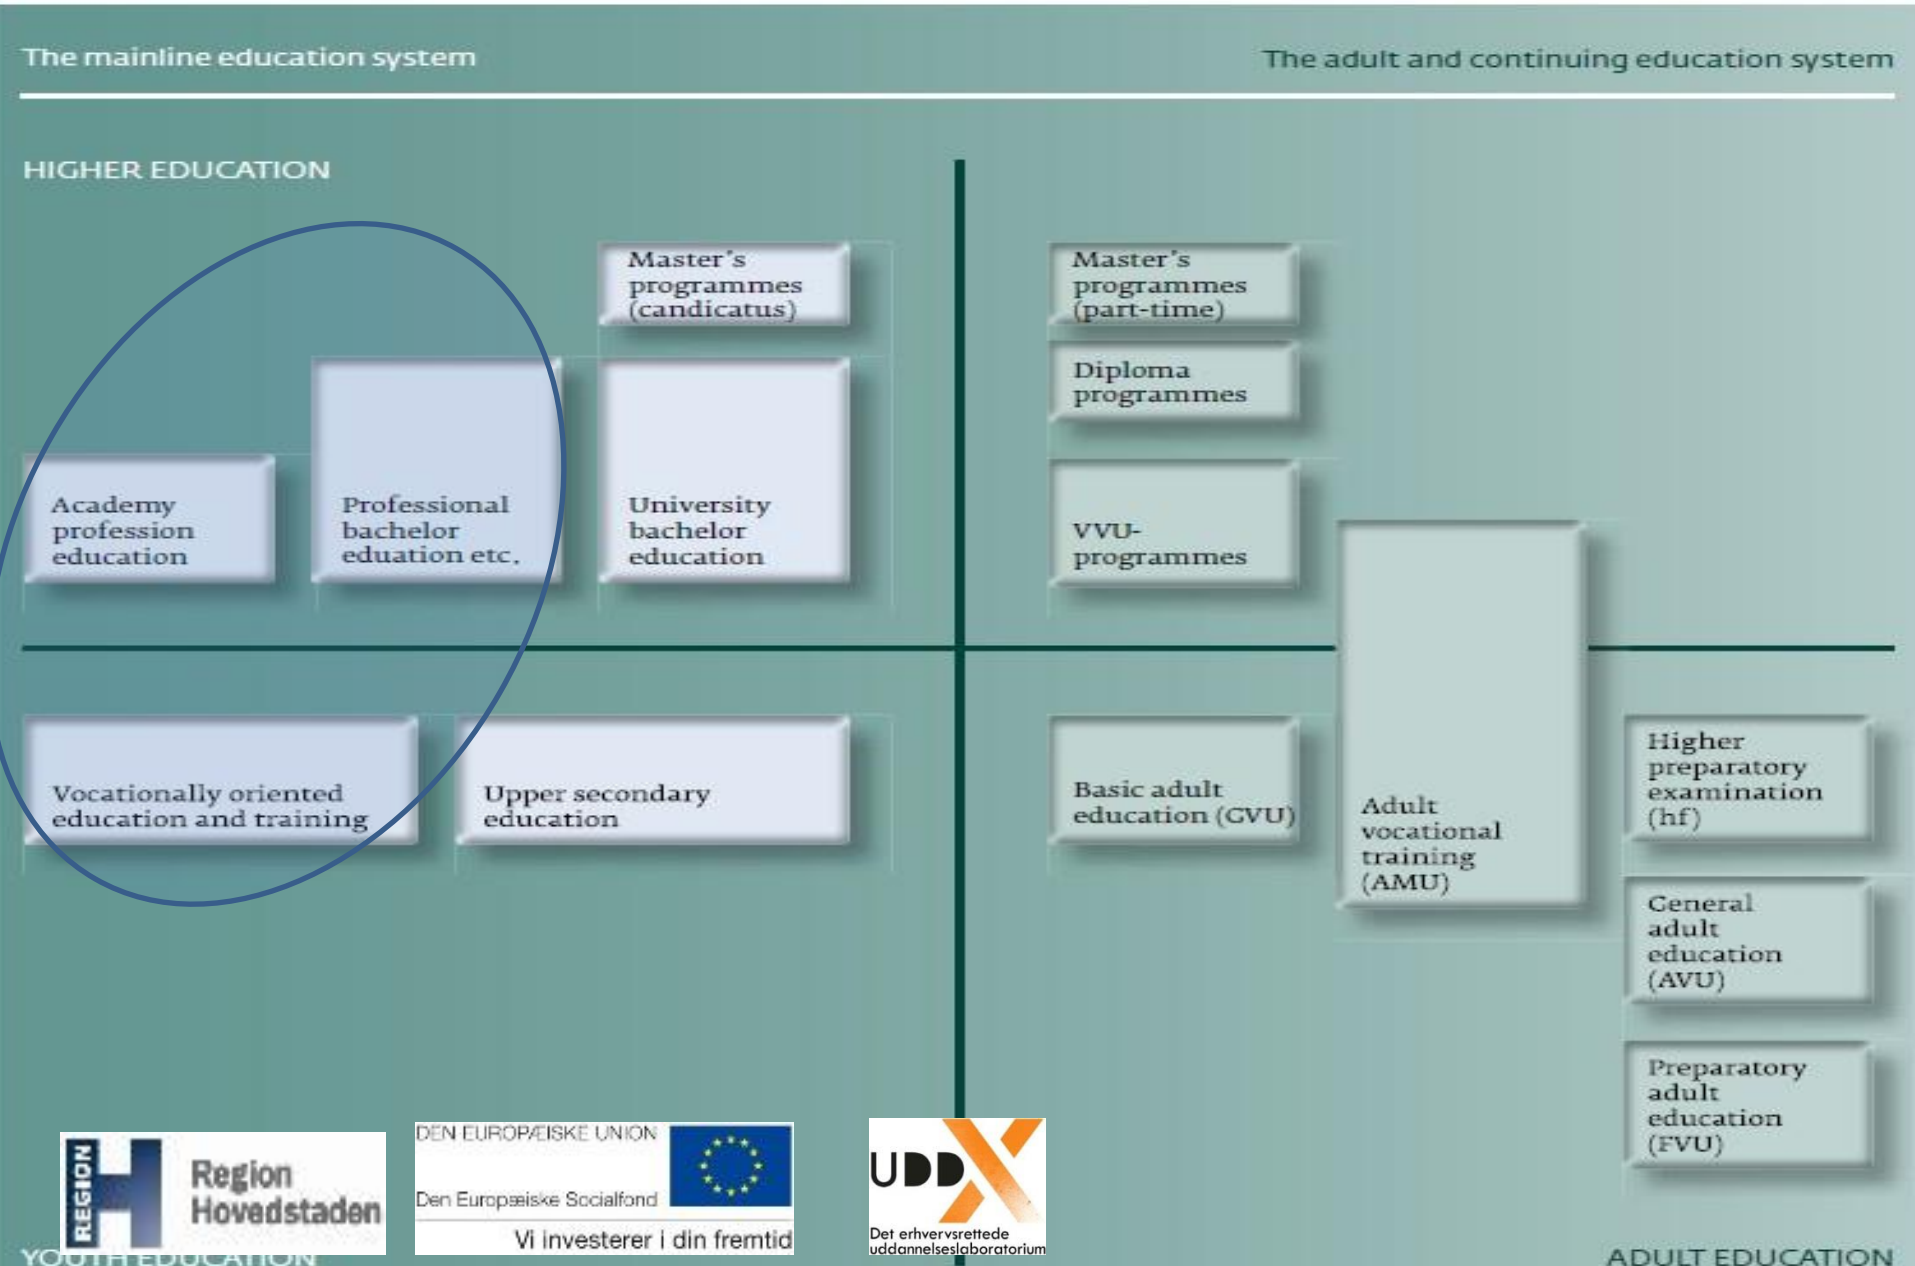 The mainline education system
The adult and continuing education system
HIGHER EDUCATION
Master's
programmes
(candicatus)
Academy
profession
education
Professional
bachelor
eduation etc.
University
bachelor
education
Vocationally oriented
education and training
Upper secondary
education
Master's
programmes
(part-time)
Diploma
programmes
VVU-
programmes
Basic adult
education (GVU)
Adult
vocational
training
(AMU)
Higher
preparatory
examination
(hf)
General
adult
education
(AVU)
Preparatory
adult
education
(FVU)
REGION
H
Region
Hovedstaden
DEN EUROPÆISKE UNION
Den Europæiske Socialfond
Vi investerer i din fremtid
UDDX
Det erhvervsrettede
uddannelseslaboratorium
YOUTH EDUCATION
ADULT EDUCATION